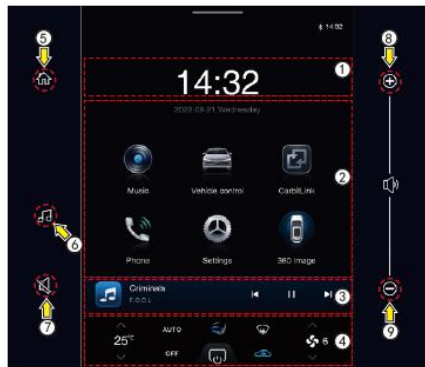 14:32
14:32
2022-09-21 Wednesday
Music
Vehicle control
CarbitLink
Phone
Settings
360 Image
Criminals
F.O.O.L
25°C
AUTO
OFF
6
1
2
3
4
5
6
7
8
9